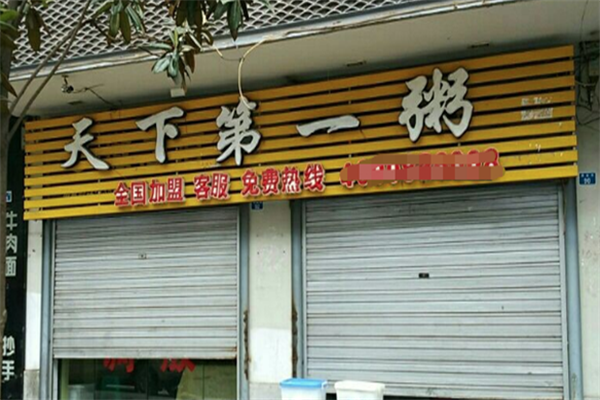 天下第一粥
全国加盟 客服 免费热线
牛肉面
抄手